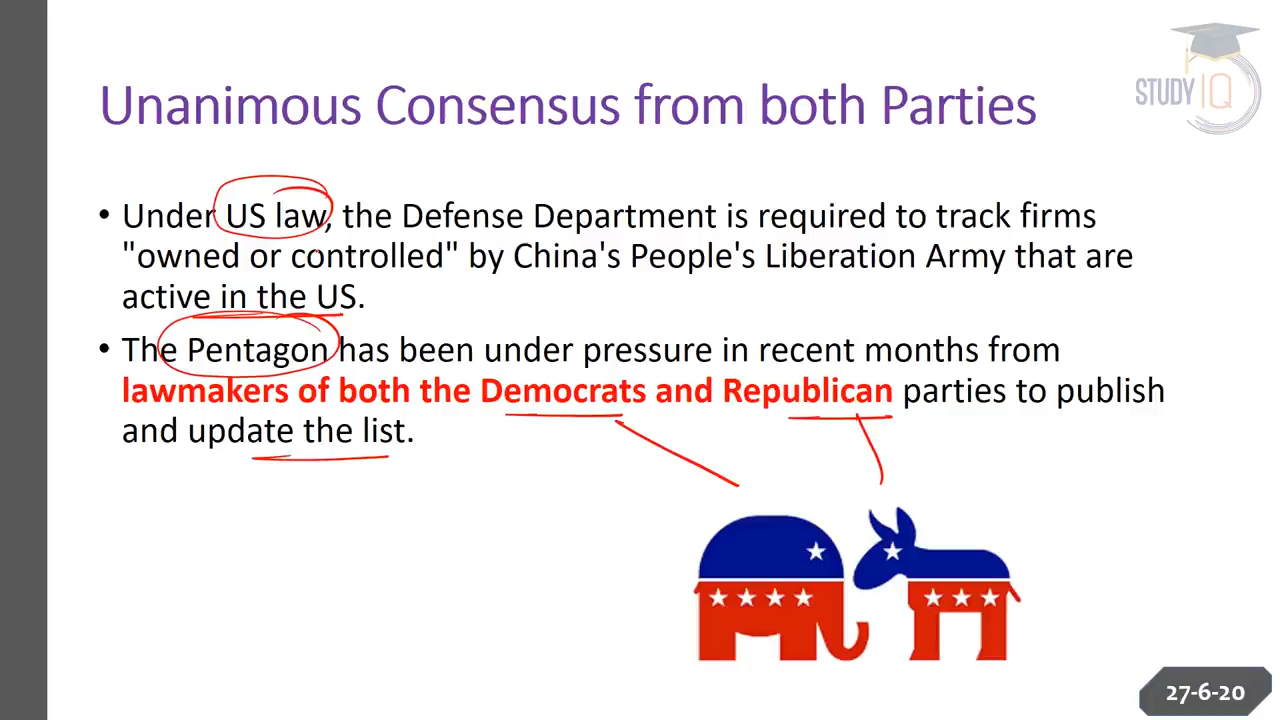 STUDY IQ
Unanimous Consensus from both Parties
• Under US law, the Defense Department is required to track firms
"owned or controlled" by China's People's Liberation Army that are
active in the US.
• The Pentagon has been under pressure in recent months from
lawmakers of both the Democrats and Republican parties to publish
and update the list.
27-6-20